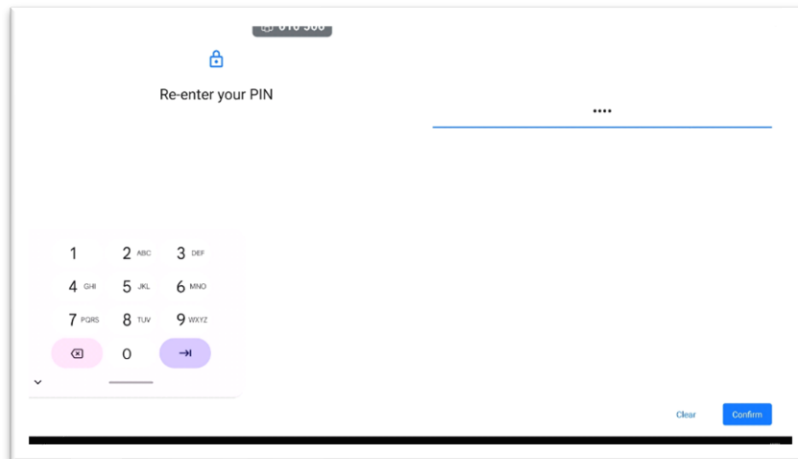 Re-enter your PIN
••••
1 2 ABC 3 DEF
4 GHI 5 JKL 6 MNO
7 PQRS 8 TUV 9 WXYZ
0
Clear Confirm